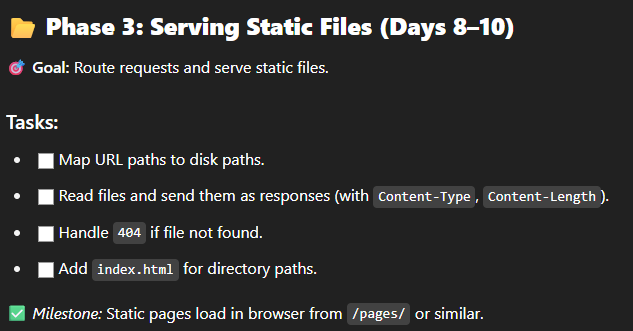 📂 Phase 3: Serving Static Files (Days 8–10)
🎯 Goal: Route requests and serve static files.
Tasks:
• ☐ Map URL paths to disk paths.
• ☐ Read files and send them as responses (with Content-Type, Content-Length).
• ☐ Handle 404 if file not found.
• ☐ Add index.html for directory paths.
✅ Milestone: Static pages load in browser from /pages/ or similar.